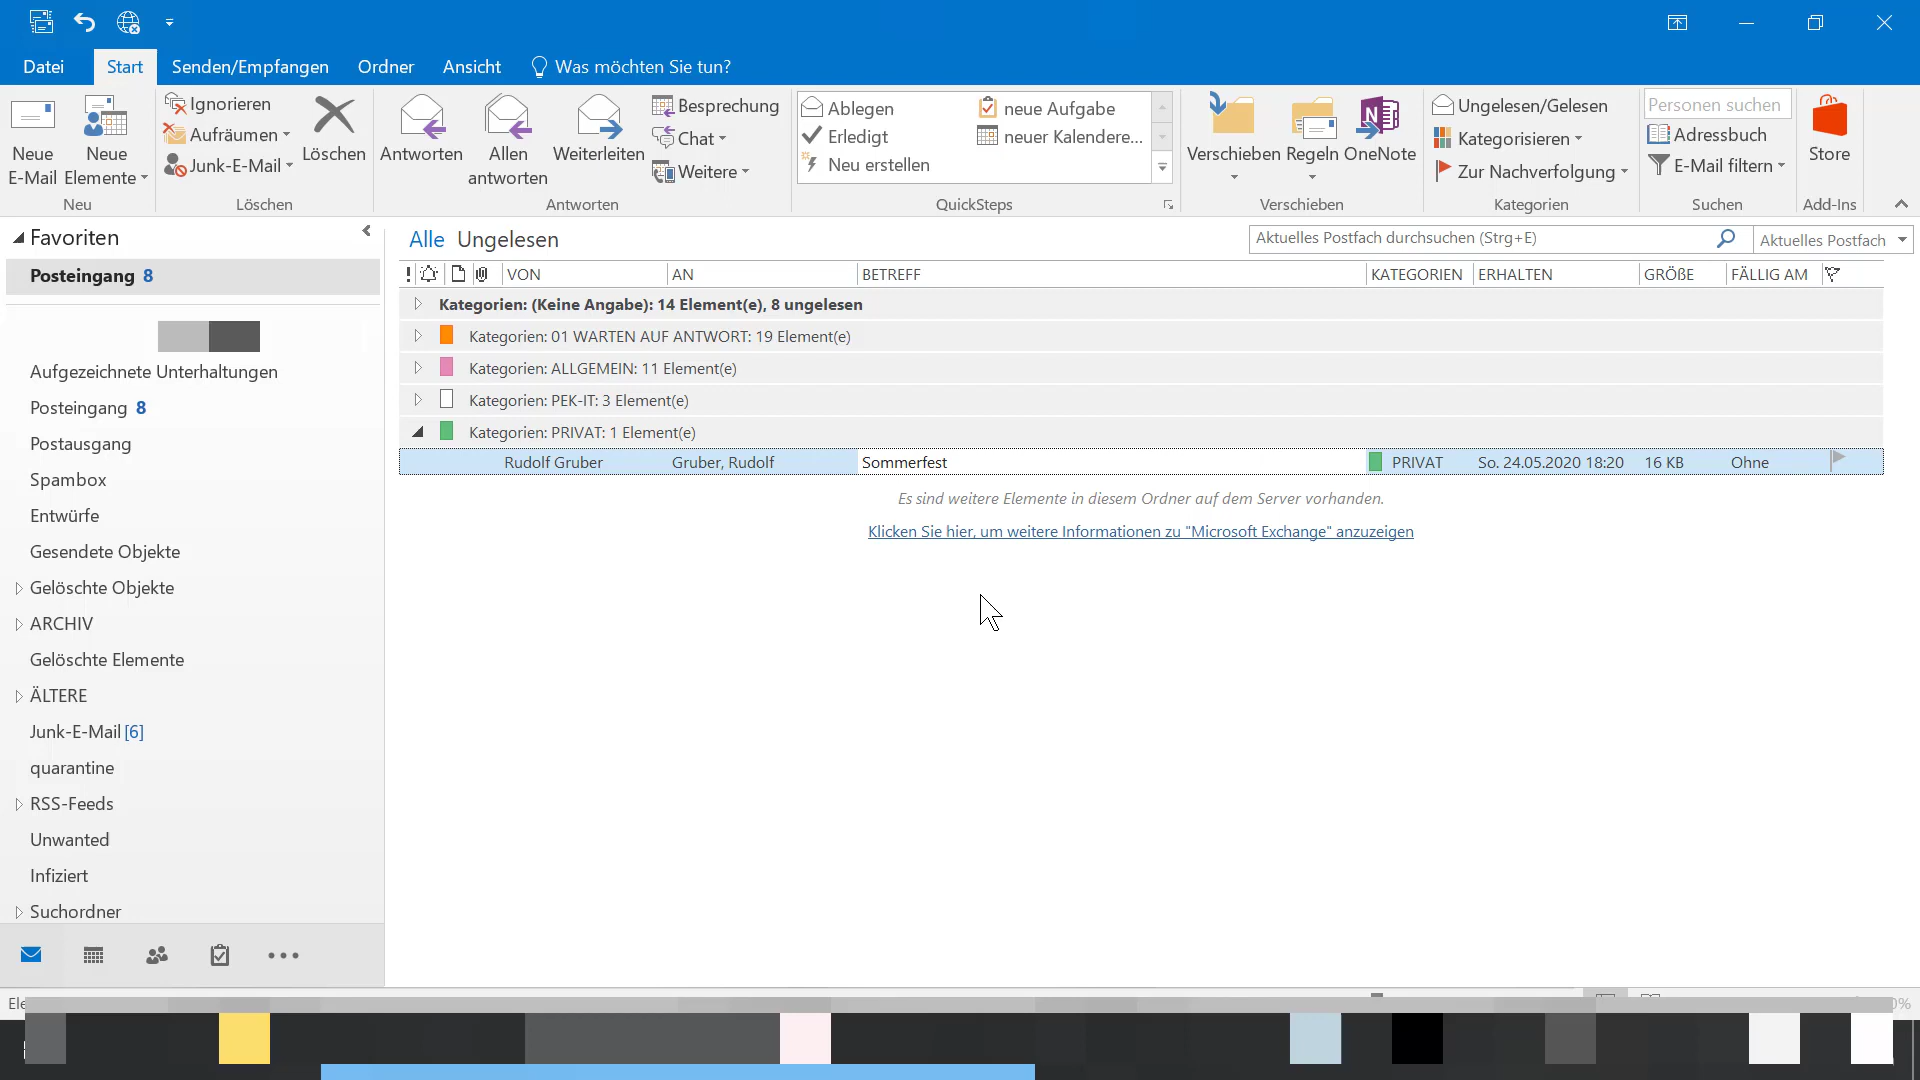 Datei Start Senden/Empfangen Ordner Ansicht Was möchten Sie tun?
Neue E-Mail
Neue Elemente
Neu
Ignorieren
Aufräumen
Junk-E-Mail
Löschen
Löschen
Antworten
Allen antworten
Weiterleiten
Besprechung
Chat
Weitere
Antworten
Ablegen
Erledigt
Neu erstellen
neue Aufgabe
neuer Kalendere...
QuickSteps
Verschieben
Regeln
OneNote
Verschieben
Ungelesen/Gelesen
Kategorisieren
Zur Nachverfolgung
Kategorien
Personen suchen
Adressbuch
E-Mail filtern
Suchen
Store
Add-Ins
Favoriten
Posteingang 8
Aufgezeichnete Unterhaltungen
Posteingang 8
Postausgang
Spambox
Entwürfe
Gesendete Objekte
Gelöschte Objekte
ARCHIV
Gelöschte Elemente
ÄLTERE
Junk-E-Mail [6]
quarantine
RSS-Feeds
Unwanted
Infiziert
Suchordner
Alle Ungelesen
Aktuelles Postfach durchsuchen (Strg+E)
Aktuelles Postfach
! VON AN BETREFF KATEGORIEN ERHALTEN GRÖßE FÄLLIG AM
Kategorien: (Keine Angabe): 14 Element(e), 8 ungelesen
Kategorien: 01 WARTEN AUF ANTWORT: 19 Element(e)
Kategorien: ALLGEMEIN: 11 Element(e)
Kategorien: PEK-IT: 3 Element(e)
Kategorien: PRIVAT: 1 Element(e)
Rudolf Gruber Gruber, Rudolf Sommerfest PRIVAT So. 24.05.2020 18:20 16 KB Ohne
Es sind weitere Elemente in diesem Ordner auf dem Server vorhanden.
Klicken Sie hier, um weitere Informationen zu "Microsoft Exchange" anzuzeigen